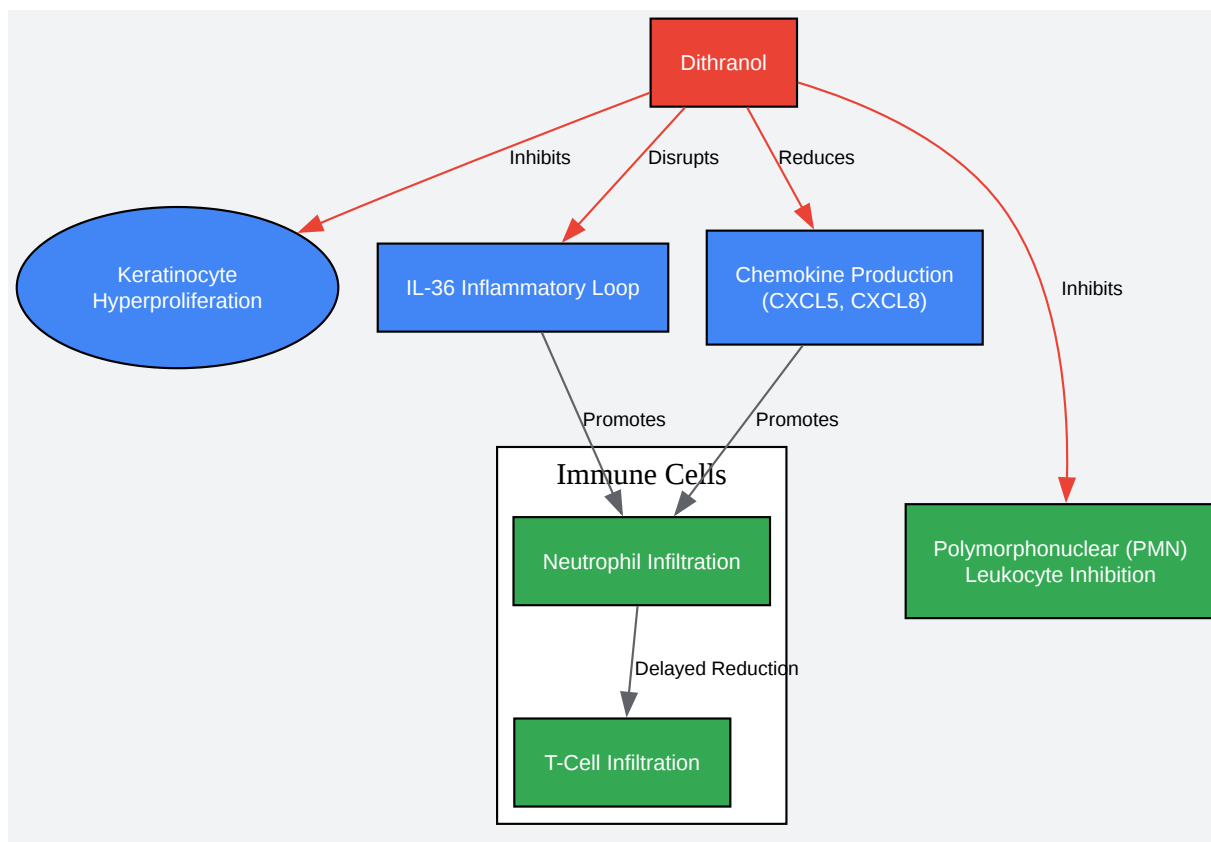 Dithranol
Inhibits
Disrupts
Reduces
Keratinocyte
Hyperproliferation
IL-36 Inflammatory Loop
Chemokine Production
(CXCL5, CXCL8)
Inhibits
Promotes
Promotes
Immune Cells
Neutrophil Infiltration
Polymorphonuclear (PMN)
Leukocyte Inhibition
Delayed Reduction
T-Cell Infiltration